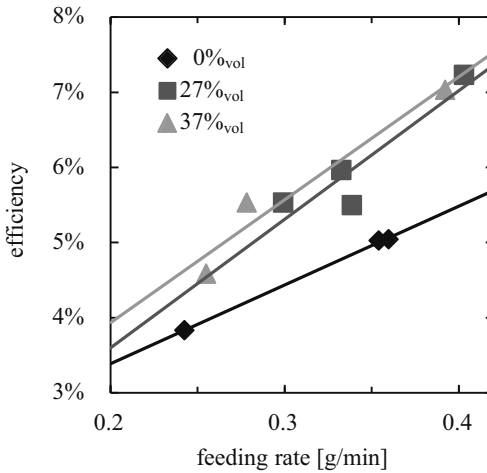 8%
7%
6%
5%
4%
3%
efficiency
0%vol
27%vol
37%vol
0.2 0.3 0.4
feeding rate [g/min]